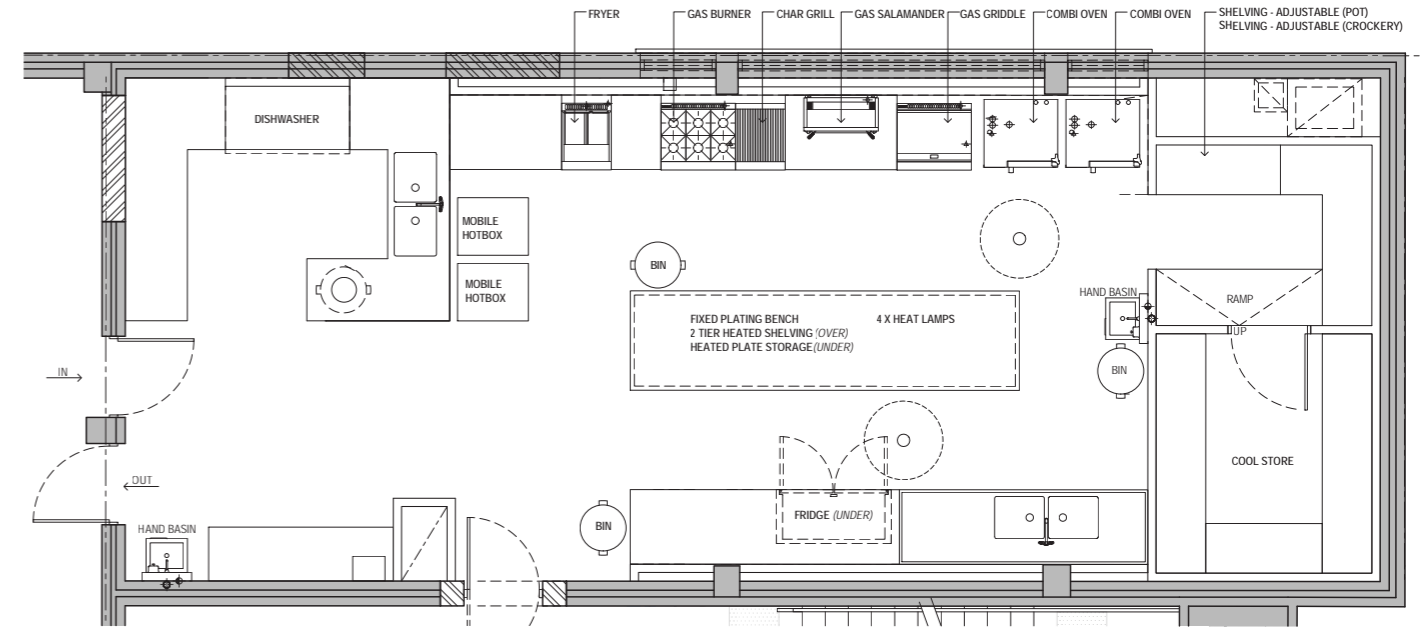 FRYER
GAS BURNER
CHAR GRILL
GAS SALAMANDER
GAS GRIDDLE
COMBI OVEN
COMBI OVEN
SHELVING - ADJUSTABLE (POT)
SHELVING - ADJUSTABLE (CROCKERY)
DISHWASHER
MOBILE
HOTBOX
BIN
MOBILE
HOTBOX
HAND BASIN
RAMP
FIXED PLATING BENCH
4 X HEAT LAMPS
2 TIER HEATED SHELVING (OVER)
HEATED PLATE STORAGE(UNDER)
UP
IN
BIN
COOL STORE
OUT
FRIDGE (UNDER)
HAND BASIN
BIN